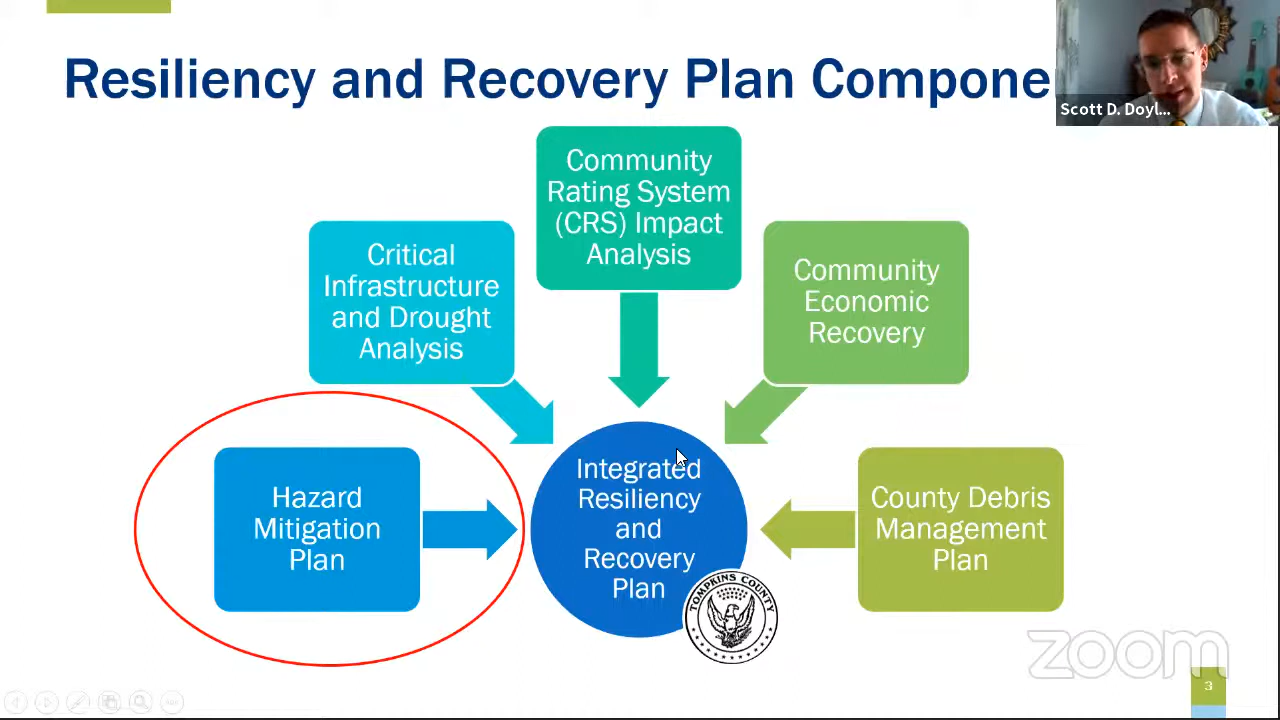 Resiliency and Recovery Plan Compone
Scott D. Doyl...
Community
Rating System
(CRS) Impact
Analysis
Critical
Infrastructure
and Drought
Analysis
Community
Economic
Recovery
Hazard
Mitigation
Plan
Integrated
Resiliency
and
Recovery
Plan
County Debris
Management
Plan
TOMPKINS COUNTY
zoom
3